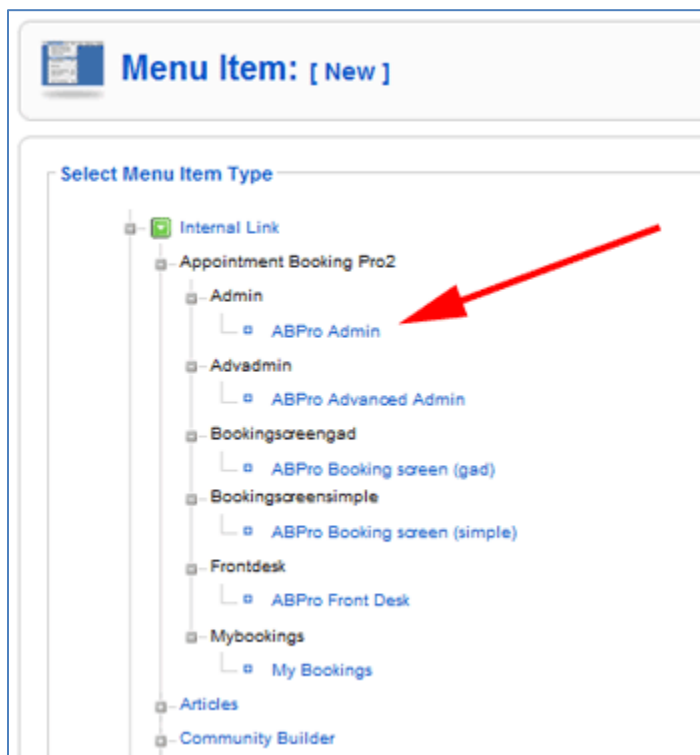 Menu Item: [ New ]
Select Menu Item Type
Internal Link
Appointment Booking Pro2
Admin
ABPro Admin
Advadmin
ABPro Advanced Admin
Bookingscreengad
ABPro Booking screen (gad)
Bookingscreensimple
ABPro Booking screen (simple)
Frontdesk
ABPro Front Desk
Mybookings
My Bookings
Articles
Community Builder